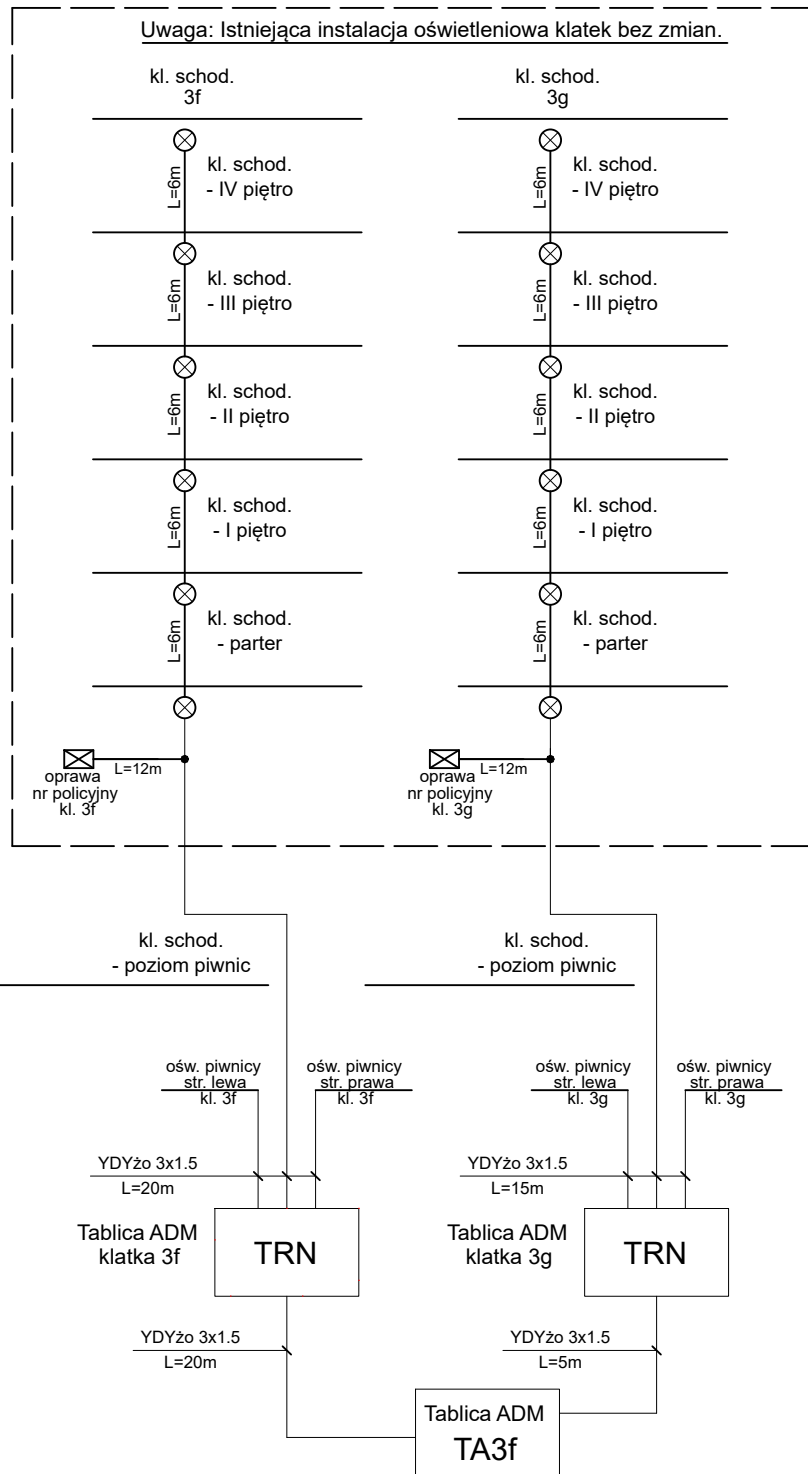 Uwaga: Istniejąca instalacja oświetleniowa klatek bez zmian.
kl. schod.
3f
kl. schod.
3g
L=6m
kl. schod.
- IV piętro
L=6m
kl. schod.
- IV piętro
L=6m
kl. schod.
- III piętro
L=6m
kl. schod.
- III piętro
L=6m
kl. schod.
- II piętro
L=6m
kl. schod.
- II piętro
L=6m
kl. schod.
- I piętro
L=6m
kl. schod.
- I piętro
L=6m
kl. schod.
- parter
L=6m
kl. schod.
- parter
L=12m
oprawa
nr policyjny
kl. 3f
L=12m
oprawa
nr policyjny
kl. 3g
kl. schod.
- poziom piwnic
kl. schod.
- poziom piwnic
ośw. piwnicy
str. lewa
kl. 3f
ośw. piwnicy
str. prawa
kl. 3f
ośw. piwnicy
str. lewa
kl. 3g
ośw. piwnicy
str. prawa
kl. 3g
YDYżo 3x1.5
L=20m
YDYżo 3x1.5
L=15m
Tablica ADM
klatka 3f
TRN
Tablica ADM
klatka 3g
TRN
YDYżo 3x1.5
L=20m
YDYżo 3x1.5
L=5m
Tablica ADM
TA3f